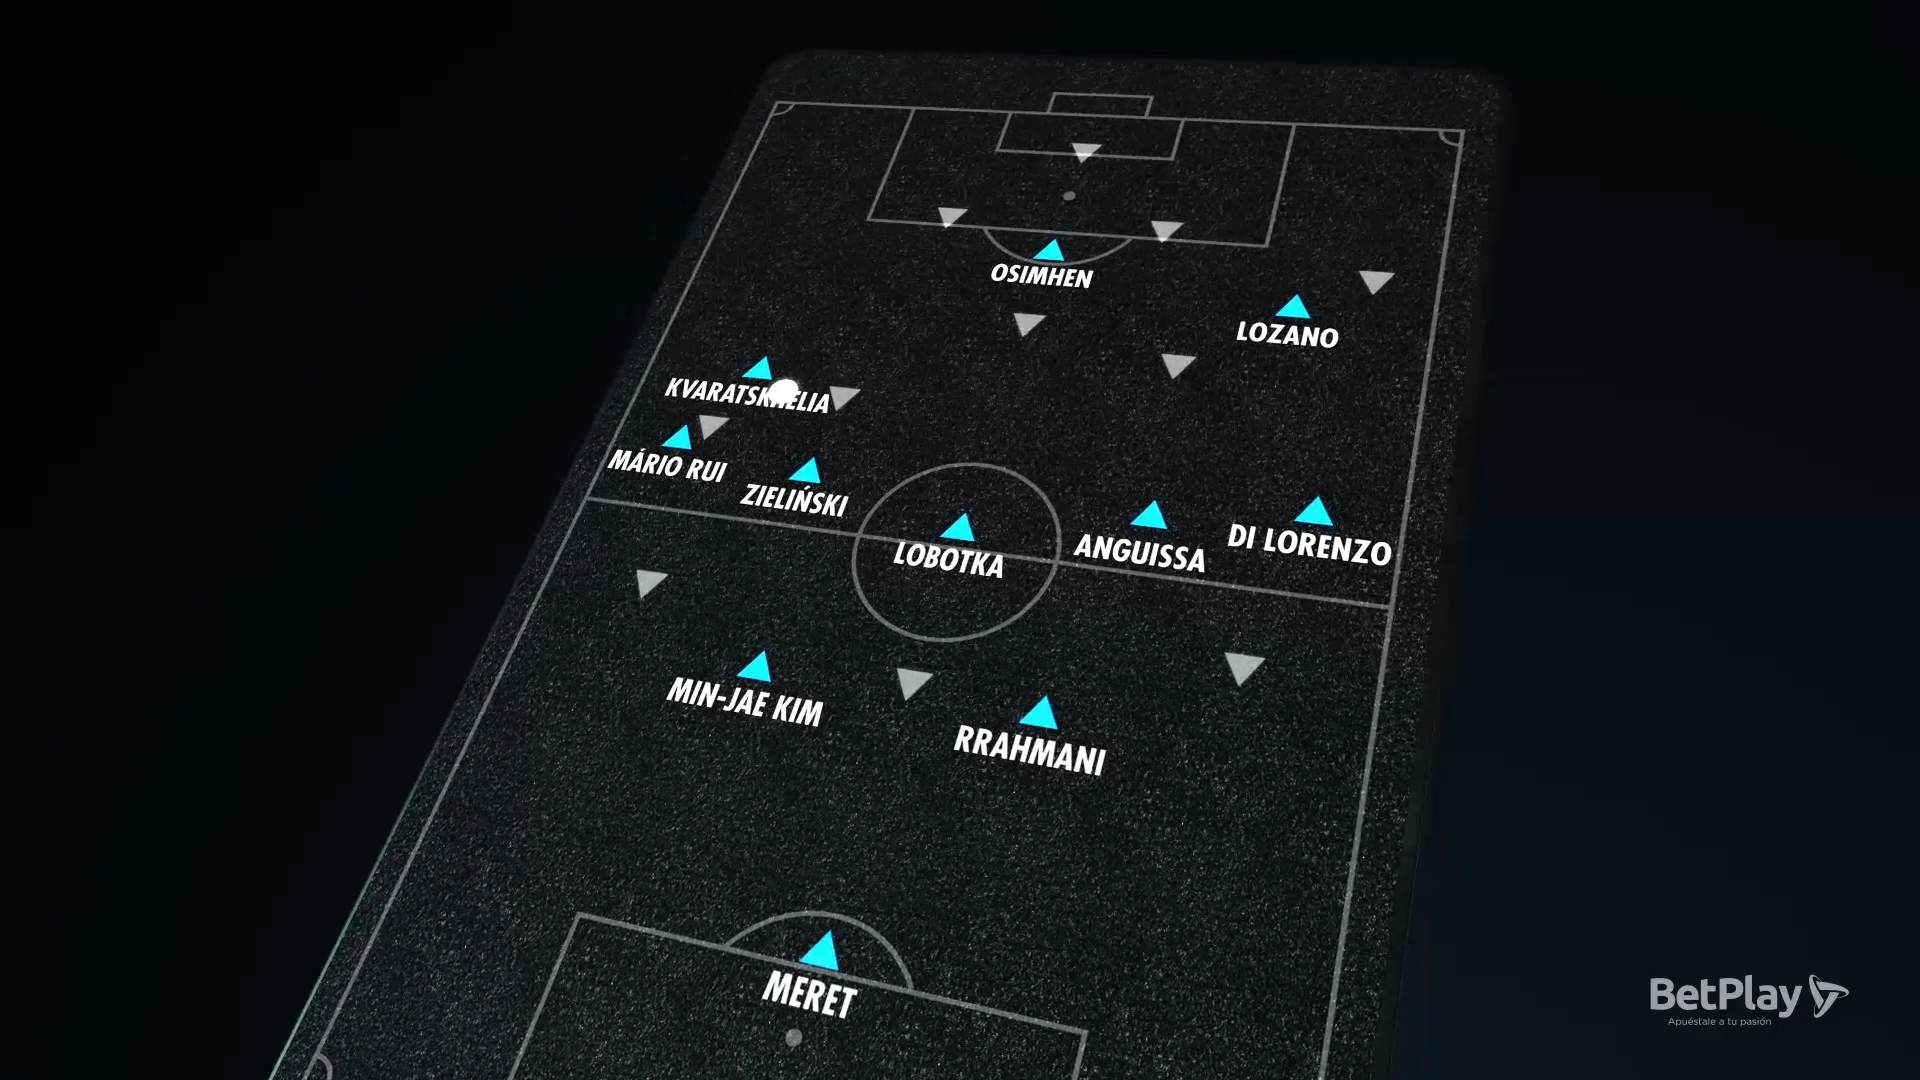 OSIMHEN
LOZANO
KVARATSKHELIA
MÁRIO RUI
ZIELIŃSKI
LOBOTKA
ANGUISSA
DI LORENZO
MIN-JAE KIM
RRAHMANI
MERET
BetPlay
Apuéstale a tu pasión